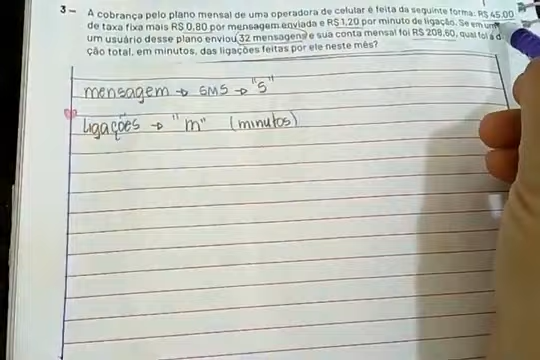 3 - A cobrança pelo plano mensal de uma operadora de celular é feita da seguinte forma: R$ 45,00
de taxa fixa mais R$ 0,80 por mensagem enviada e R$ 1,20 por minuto de ligação. Se em um
um usuário desse plano enviou 32 mensagens e sua conta mensal foi R$ 208,60, qual foi a d
ção total, em minutos, das ligações feitas por ele neste mês?
mensagem → SMS → "S"
ligações → "m" (minutos)